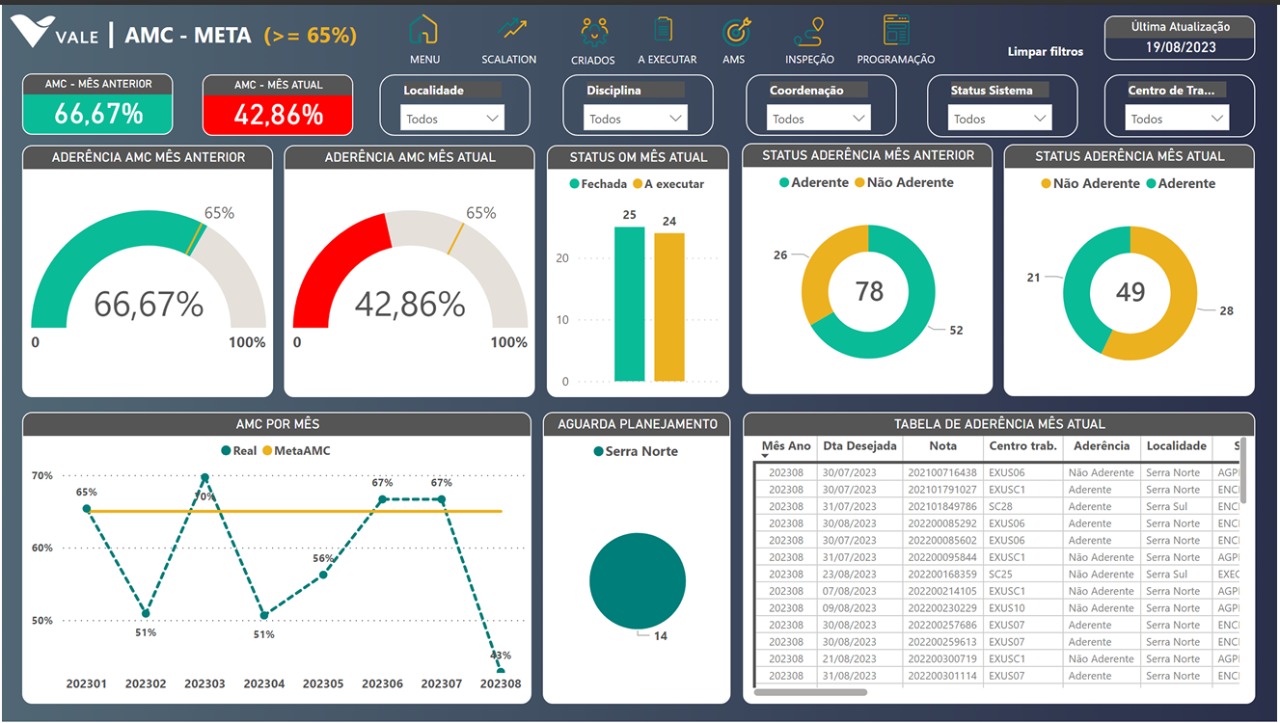 VALE | AMC - META (>= 65%)
MENU
SCALATION
CRIADOS
A EXECUTAR
AMS
INSPEÇÃO
PROGRAMAÇÃO
Limpar filtros
Última Atualização
19/08/2023
AMC - MÊS ANTERIOR
66,67%
AMC - MÊS ATUAL
42,86%
Localidade
Todos
Disciplina
Todos
Coordenação
Todos
Status Sistema
Todos
Centro de Tra...
Todos
ADERÊNCIA AMC MÊS ANTERIOR
65%
66,67%
0 100%
ADERÊNCIA AMC MÊS ATUAL
65%
42,86%
0 100%
STATUS OM MÊS ATUAL
Fechada A executar
25
24
20
10
0
STATUS ADERÊNCIA MÊS ANTERIOR
Aderente Não Aderente
26
78
52
STATUS ADERÊNCIA MÊS ATUAL
Não Aderente Aderente
21
49
28
AMC POR MÊS
Real MetaAMC
70%
60%
50%
65%
51%
70%
51%
56%
67%
67%
43%
202301 202302 202303 202304 202305 202306 202307 202308
AGUARDA PLANEJAMENTO
Serra Norte
14
TABELA DE ADERÊNCIA MÊS ATUAL
Mês Ano Dta Desejada Nota Centro trab. Aderência Localidade S
202308 30/07/2023 202100716438 EXUS06 Não Aderente Serra Norte AGP
202308 30/07/2023 202101791027 EXUSC1 Aderente Serra Norte ENC
202308 31/07/2023 202101849786 SC28 Aderente Serra Sul ENC
202308 30/08/2023 202200085292 EXUS06 Aderente Serra Norte ENC
202308 30/07/2023 202200085602 EXUS06 Aderente Serra Norte ENC
202308 31/07/2023 202200095844 EXUSC1 Não Aderente Serra Norte AGP
202308 23/08/2023 202200168359 SC25 Não Aderente Serra Sul EXEC
202308 07/08/2023 202200214105 EXUSC1 Não Aderente Serra Norte AGP
202308 09/08/2023 202200230229 EXUS10 Não Aderente Serra Norte AGP
202308 30/08/2023 202200257686 EXUS07 Aderente Serra Norte ENC
202308 30/08/2023 202200259613 EXUS07 Aderente Serra Norte ENC
202308 21/08/2023 202200300719 EXUSC1 Não Aderente Serra Norte AGP
202308 31/08/2023 202200301114 EXUS07 Aderente Serra Norte ENC